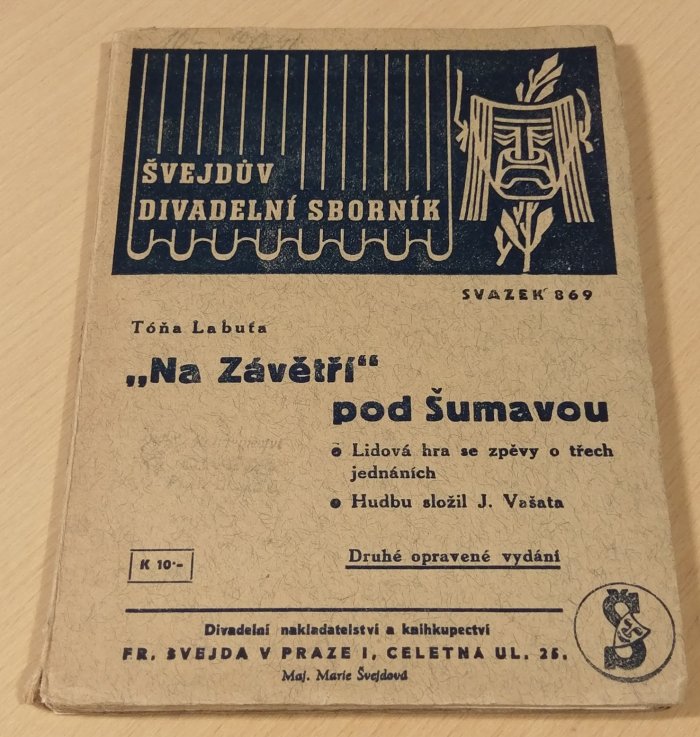 ŠVEJDŮV
DIVADELNÍ SBORNÍK
SVAZEK 869
Tóňa Labuťa
„Na Závětří“
pod Šumavou
Lidová hra se zpěvy o třech
jednáních
Hudbu složil J. Vašata
Druhé opravené vydání
K 10·-
Divadelní nakladatelství a knihkupectví
FR. ŠVEJDA V PRAZE I, CELETNA UL. 25.
Maj. Marie Švejdová
Š